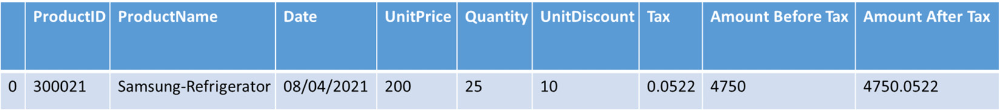 ProductID ProductName Date UnitPrice Quantity UnitDiscount Tax Amount Before Tax Amount After Tax
0 300021 Samsung-Refrigerator 08/04/2021 200 25 10 0.0522 4750 4750.0522